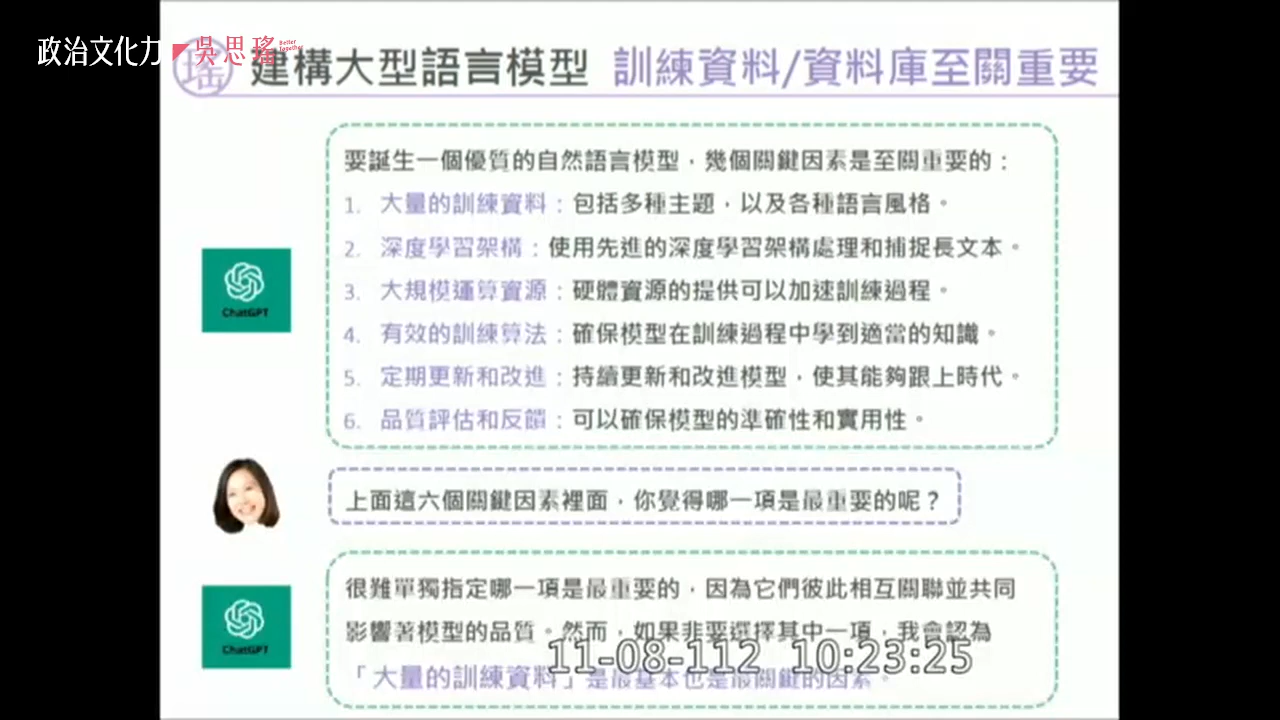 政治文化力 吳思瑤 Better Together
瑤 建構大型語言模型 訓練資料/資料庫至關重要
要誕生一個優質的自然語言模型，幾個關鍵因素是至關重要的：
1. 大量的訓練資料：包括多種主題，以及各種語言風格。
2. 深度學習架構：使用先進的深度學習架構處理和捕捉長文本。
3. 大規模運算資源：硬體資源的提供可以加速訓練過程。
4. 有效的訓練算法：確保模型在訓練過程中學到適當的知識。
5. 定期更新和改進：持續更新和改進模型，使其能夠跟上時代。
6. 品質評估和反饋：可以確保模型的準確性和實用性。
ChatGPT
上面這六個關鍵因素裡面，你覺得哪一項是最重要的呢？
很難單獨指定哪一項是最重要的，因為它們彼此相互關聯並共同
影響著模型的品質。然而，如果非要選擇其中一項，我會認為
「大量的訓練資料」是最基本也是最關鍵的因素。
ChatGPT
11-08-112 10:23:25